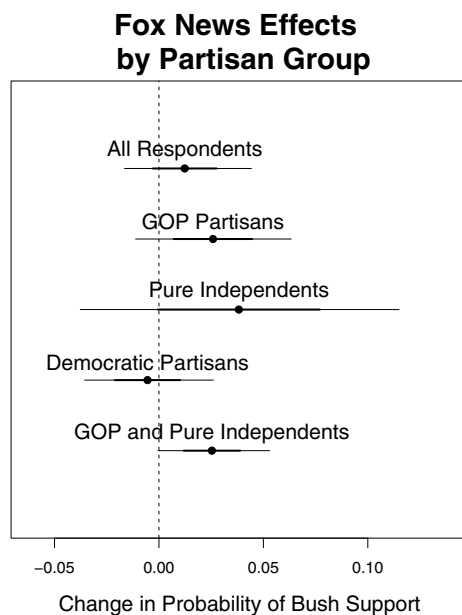 Fox News Effects
by Partisan Group
All Respondents
GOP Partisans
Pure Independents
Democratic Partisans
GOP and Pure Independents
−0.05 0.00 0.05 0.10
Change in Probability of Bush Support